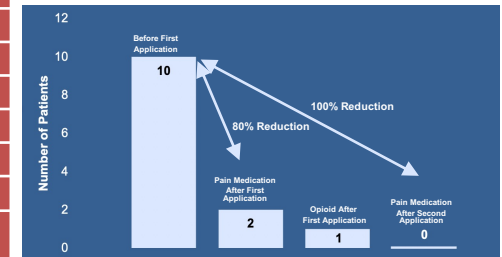 12
10
8
6
4
2
0
Number of Patients
Before First
Application
10
100% Reduction
80% Reduction
Pain Medication
After First
Application
2
Opioid After
First Application
1
Pain Medication
After Second
Application
0